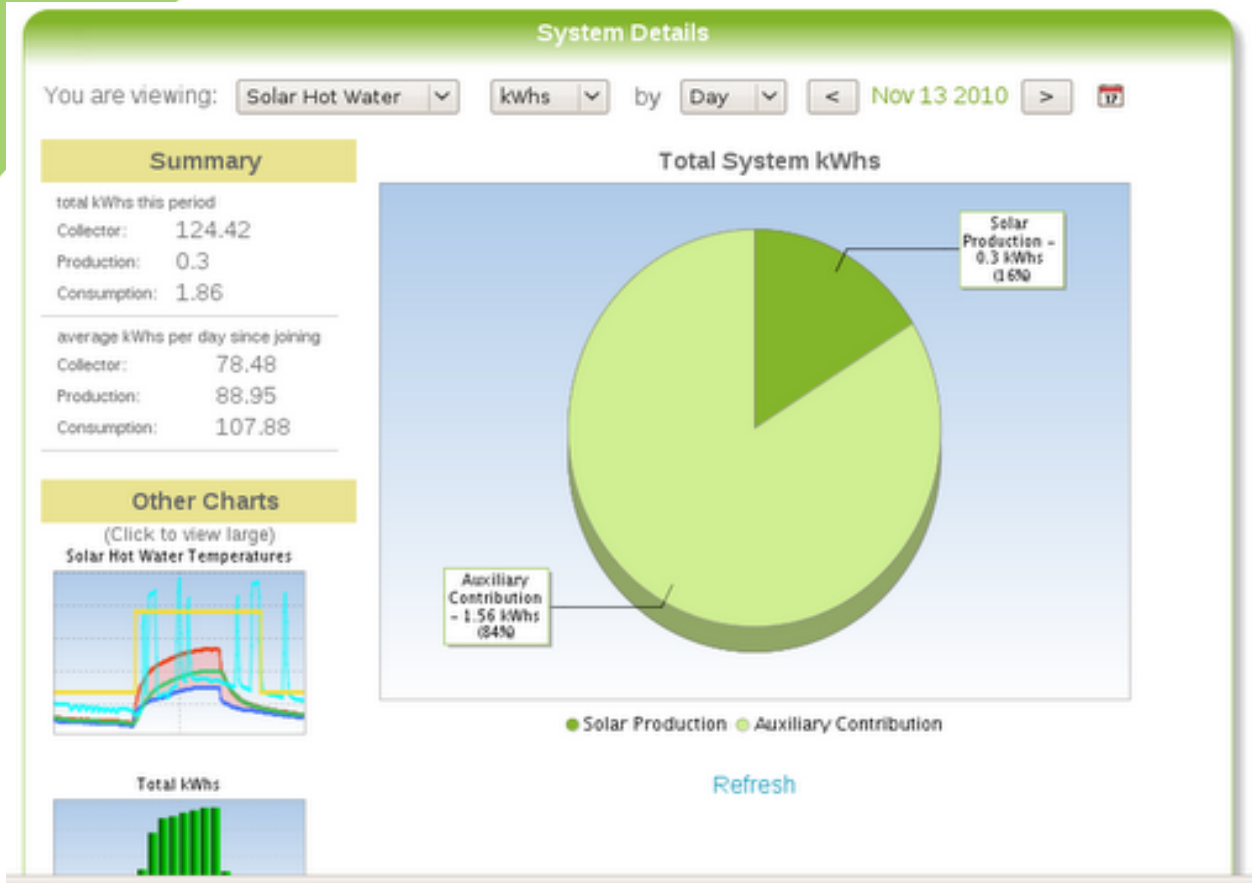 System Details
You are viewing: Solar Hot Water kWhs by Day < Nov 13 2010 > 17
Summary
total kWhs this period
Collector: 124.42
Production: 0.3
Consumption: 1.86
average kWhs per day since joining
Collector: 78.48
Production: 88.95
Consumption: 107.88
Other Charts
(Click to view large)
Solar Hot Water Temperatures
Total kWhs
Total System kWhs
Solar
Production –
0.3 kWhs
(16%)
Auxiliary
Contribution
– 1.56 kWhs
(84%)
Solar Production Auxiliary Contribution
Refresh